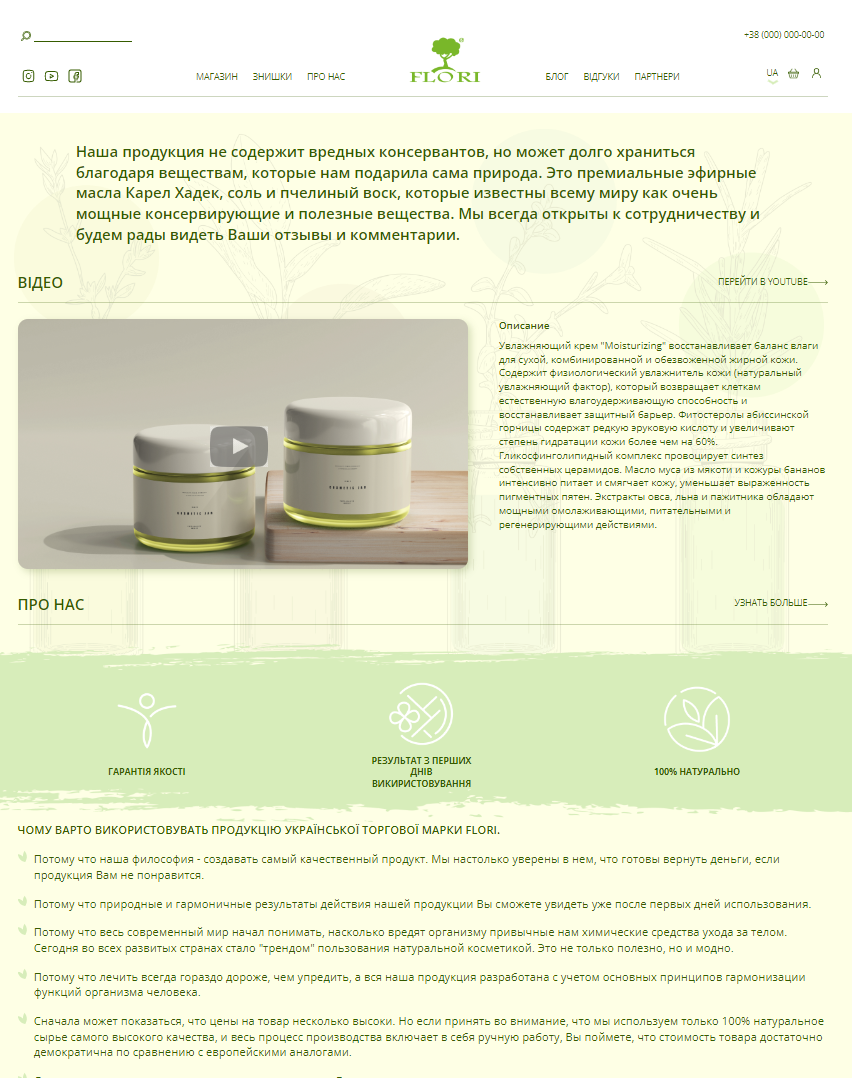 +38 (000) 000-00-00
МАГАЗИН ЗНИШКИ ПРО НАС
FLORI
БЛОГ ВІДГУКИ ПАРТНЕРИ
UA
Наша продукция не содержит вредных консервантов, но может долго храниться
благодаря веществам, которые нам подарила сама природа. Это премиальные эфирные
масла Карел Хадек, соль и пчелиный воск, которые известны всему миру как очень
мощные консервирующие и полезные вещества. Мы всегда открыты к сотрудничеству и
будем рады видеть Ваши отзывы и комментарии.
ВІДЕО
ПЕРЕЙТИ В YOUTUBE
Описание
Увлажняющий крем "Moisturizing" восстанавливает баланс влаги
для сухой, комбинированной и обезвоженной жирной кожи.
Содержит физиологический увлажнитель кожи (натуральный
увлажняющий фактор), который возвращает клеткам
естественную влагоудерживающую способность и
восстанавливает защитный барьер. Фитостеролы абиссинской
горчицы содержат редкую эруковую кислоту и увеличивают
степень гидратации кожи более чем на 60%.
Гликосфинголипидный комплекс провоцирует синтез
собственных церамидов. Масло муса из мякоти и кожуры бананов
интенсивно питает и смягчает кожу, уменьшает выраженность
пигментных пятен. Экстракты овса, льна и пажитника обладают
мощными омолаживающими, питательными и
регенерирующими действиями.
COSMETIC JAR
COSMETIC JAR
ПРО НАС
УЗНАТЬ БОЛЬШЕ
ГАРАНТІЯ ЯКОСТІ
РЕЗУЛЬТАТ З ПЕРШИХ
ДНІВ
ВИКИРИСТОВУВАННЯ
100% НАТУРАЛЬНО
ЧОМУ ВАРТО ВИКОРИСТОВУВАТЬ ПРОДУКЦІЮ УКРАЇНСЬКОЇ ТОРГОВОЇ МАРКИ FLORI.
Потому что наша философия - создавать самый качественный продукт. Мы настолько уверены в нем, что готовы вернуть деньги, если
продукция Вам не понравится.
Потому что природные и гармоничные результаты действия нашей продукции Вы сможете увидеть уже после первых дней использования.
Потому что весь современный мир начал понимать, насколько вредят организму привычные нам химические средства ухода за телом.
Сегодня во всех развитых странах стало "трендом" пользования натуральной косметикой. Это не только полезно, но и модно.
Потому что лечить всегда гораздо дороже, чем упредить, а вся наша продукция разработана с учетом основных принципов гармонизации
функций организма человека.
Сначала может показаться, что цены на товар несколько высоки. Но если принять во внимание, что мы используем только 100% натуральное
сырье самого высокого качества, и весь процесс производства включает в себя ручную работу, Вы поймете, что стоимость товара достаточно
демократична по сравнению с европейскими аналогами.